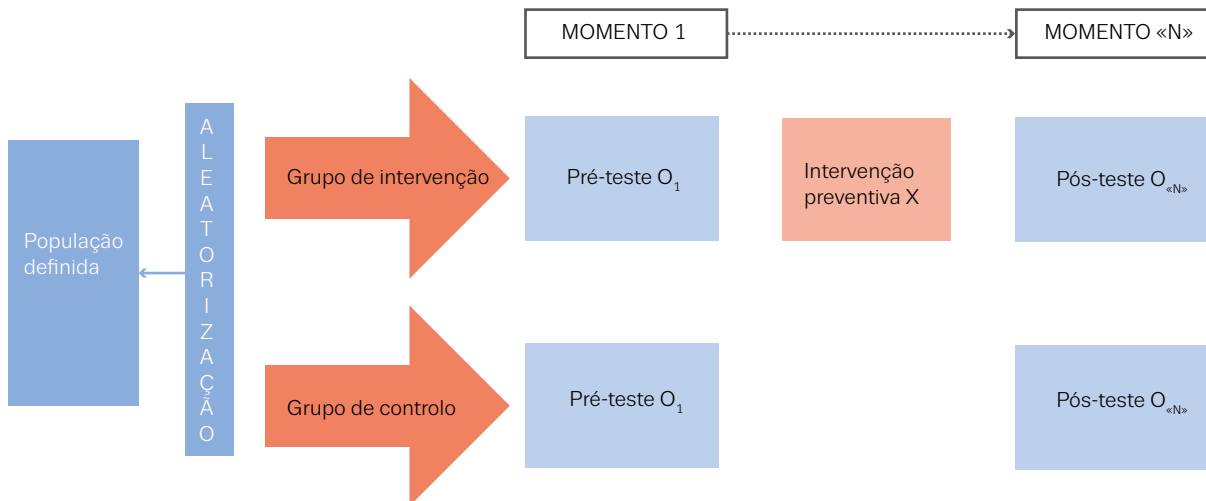 MOMENTO 1
MOMENTO «N»
População
definida
ALEATORIZAÇÃO
Grupo de intervenção
Pré-teste O1
Intervenção
preventiva X
Pós-teste O«N»
Grupo de controlo
Pré-teste O1
Pós-teste O«N»